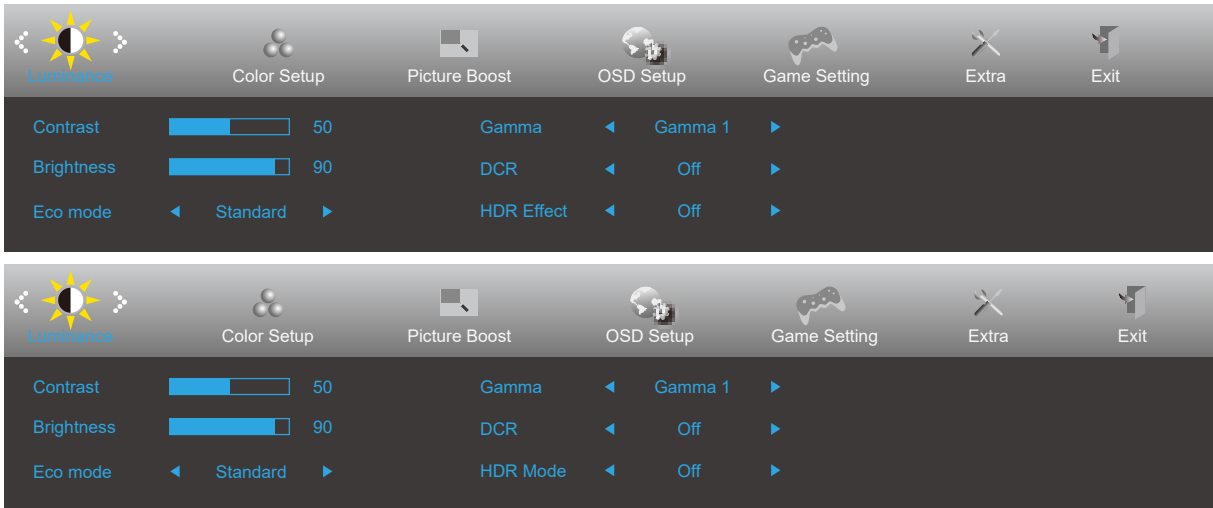 Luminance Color Setup Picture Boost OSD Setup Game Setting Extra Exit
Contrast 50 Gamma Gamma 1
Brightness 90 DCR Off
Eco mode Standard HDR Effect Off
Luminance Color Setup Picture Boost OSD Setup Game Setting Extra Exit
Contrast 50 Gamma Gamma 1
Brightness 90 DCR Off
Eco mode Standard HDR Mode Off